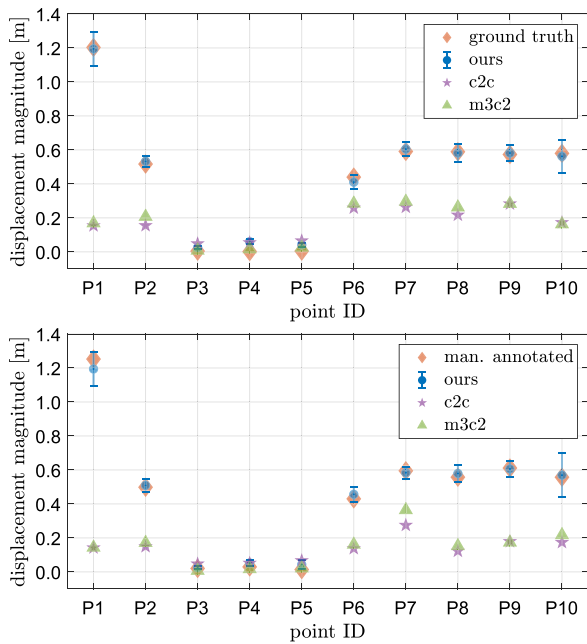 1.4
1.2
1.0
0.8
0.6
0.4
0.2
0.0
displacement magnitude [m]
ground truth
ours
c2c
m3c2
P1 P2 P3 P4 P5 P6 P7 P8 P9 P10
point ID
1.4
1.2
1.0
0.8
0.6
0.4
0.2
0.0
displacement magnitude [m]
man. annotated
ours
c2c
m3c2
P1 P2 P3 P4 P5 P6 P7 P8 P9 P10
point ID